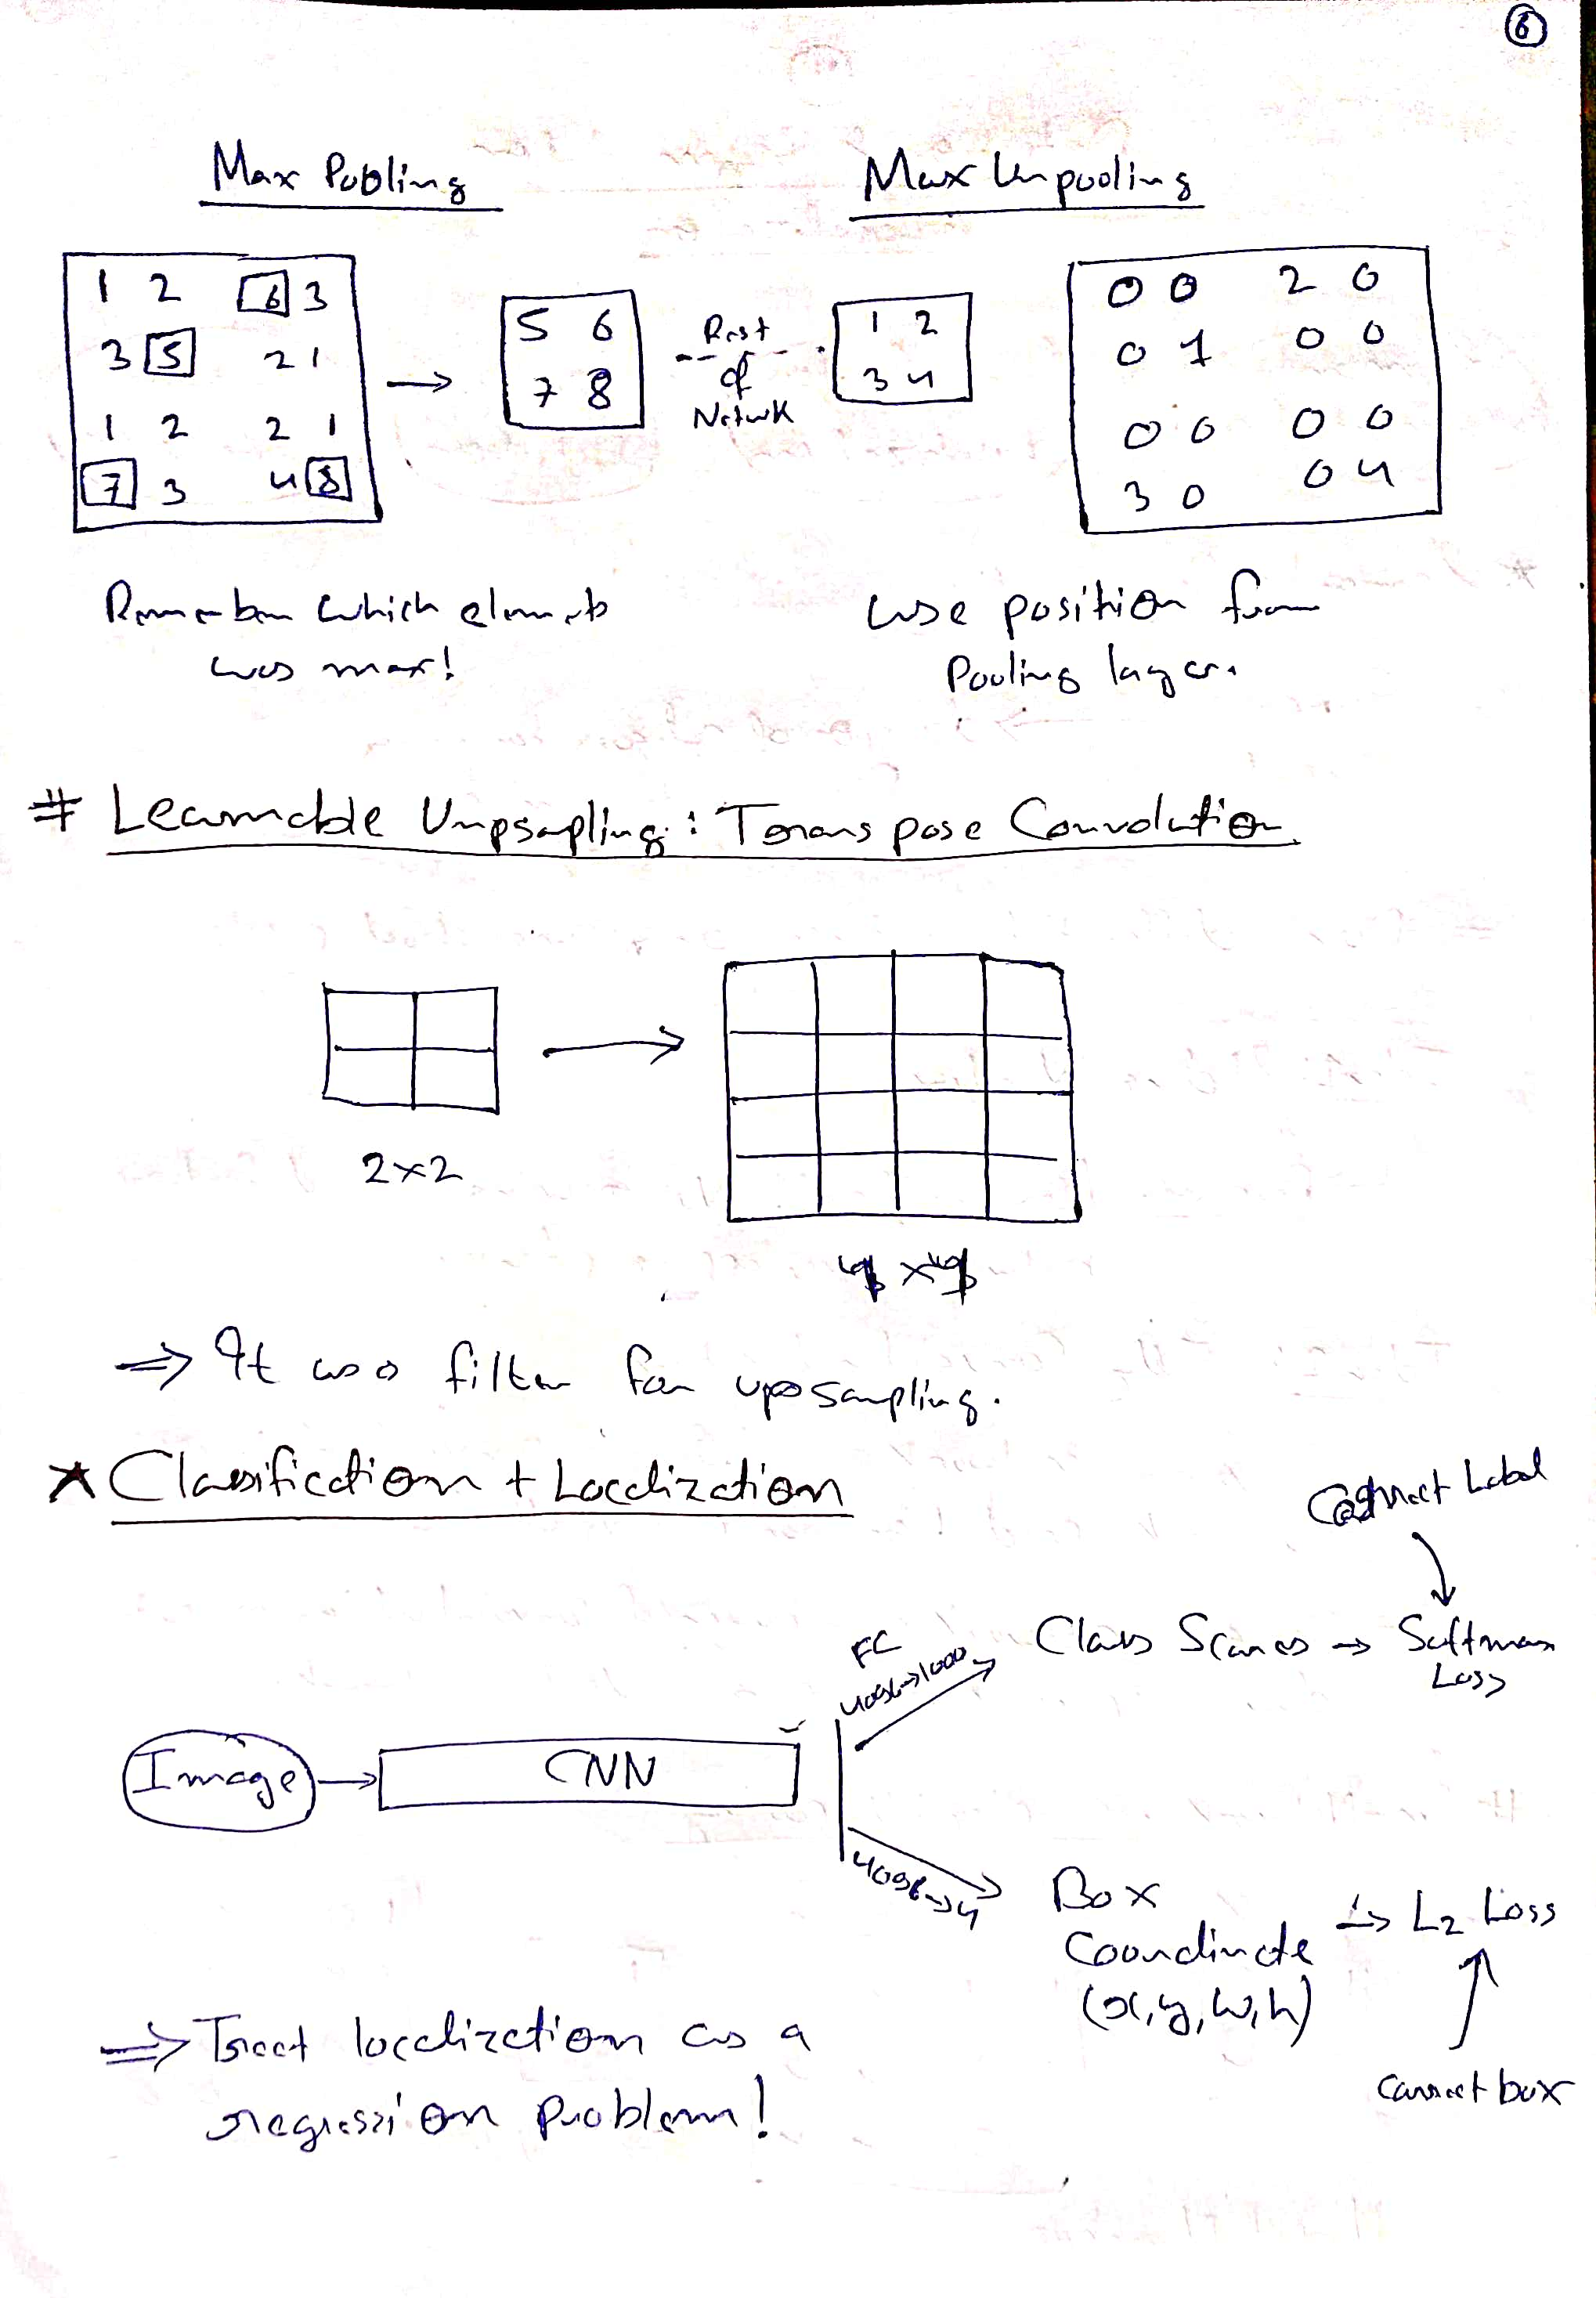 6
Max Pooling
Max Unpooling
1 2 6 3
3 5 2 1
1 2 2 1
7 3 4 8
5 6
7 8
Rest
of
Netwk
1 2
3 4
0 0 2 0
0 1 0 0
0 0 0 0
3 0 0 4
Remember which elements
was max!
use position from
Pooling layer.
# Learnable Unpsapling: Transpose Convolution
2×2
4×4
⇒ It uses filter for upsampling.
* Classification + Localization
Correct Label
FC
4096→1000
Class Scores → Softmax
Loss
Image
CNN
4096→4
Box
Coordinate
(x,y,w,h)
→ L2 Loss
correct box
⇒ Treat localization as a
regression problem!